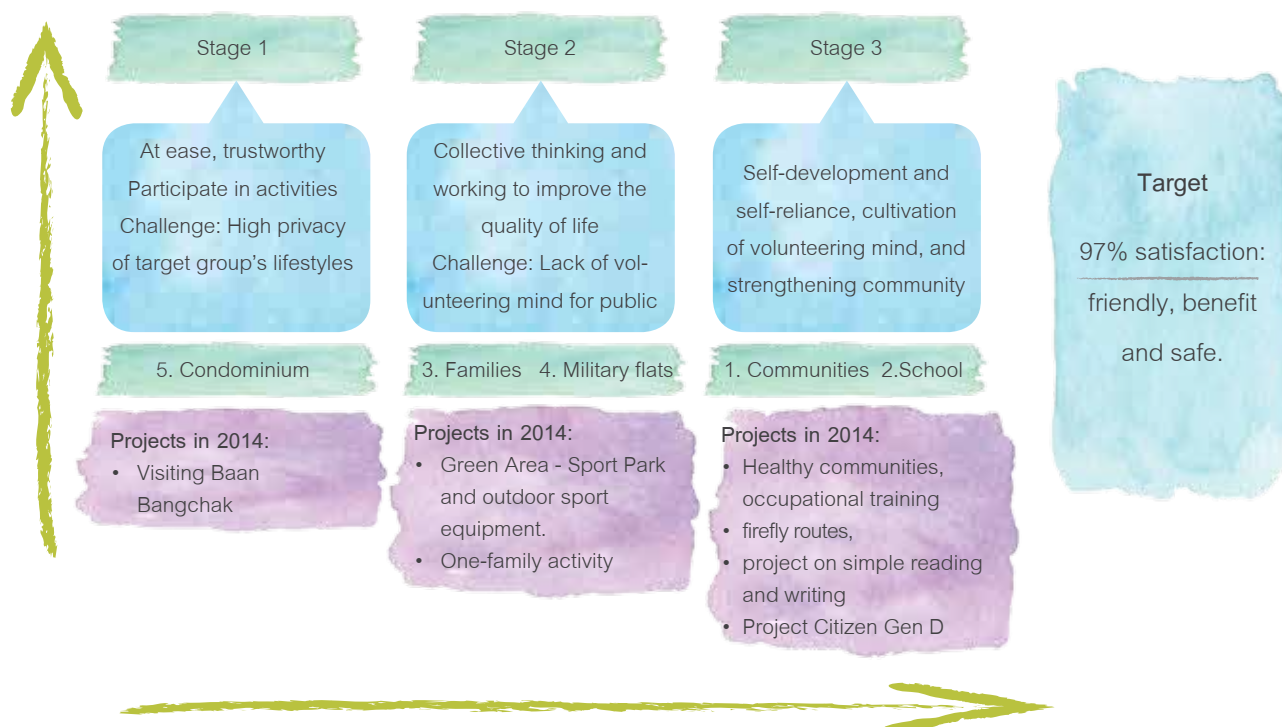 Stage 1
Stage 2
Stage 3
At ease, trustworthy
Participate in activities
Challenge: High privacy
of target group's lifestyles
Collective thinking and
working to improve the
quality of life
Challenge: Lack of vol-
unteering mind for public
Self-development and
self-reliance, cultivation
of volunteering mind, and
strengthening community
Target
97% satisfaction:
friendly, benefit
and safe.
5. Condominium
3. Families 4. Military flats
1. Communities 2.School
Projects in 2014:
• Visiting Baan
Bangchak
Projects in 2014:
• Green Area - Sport Park
and outdoor sport
equipment.
• One-family activity
Projects in 2014:
• Healthy communities,
occupational training
• firefly routes,
• project on simple reading
and writing
• Project Citizen Gen D